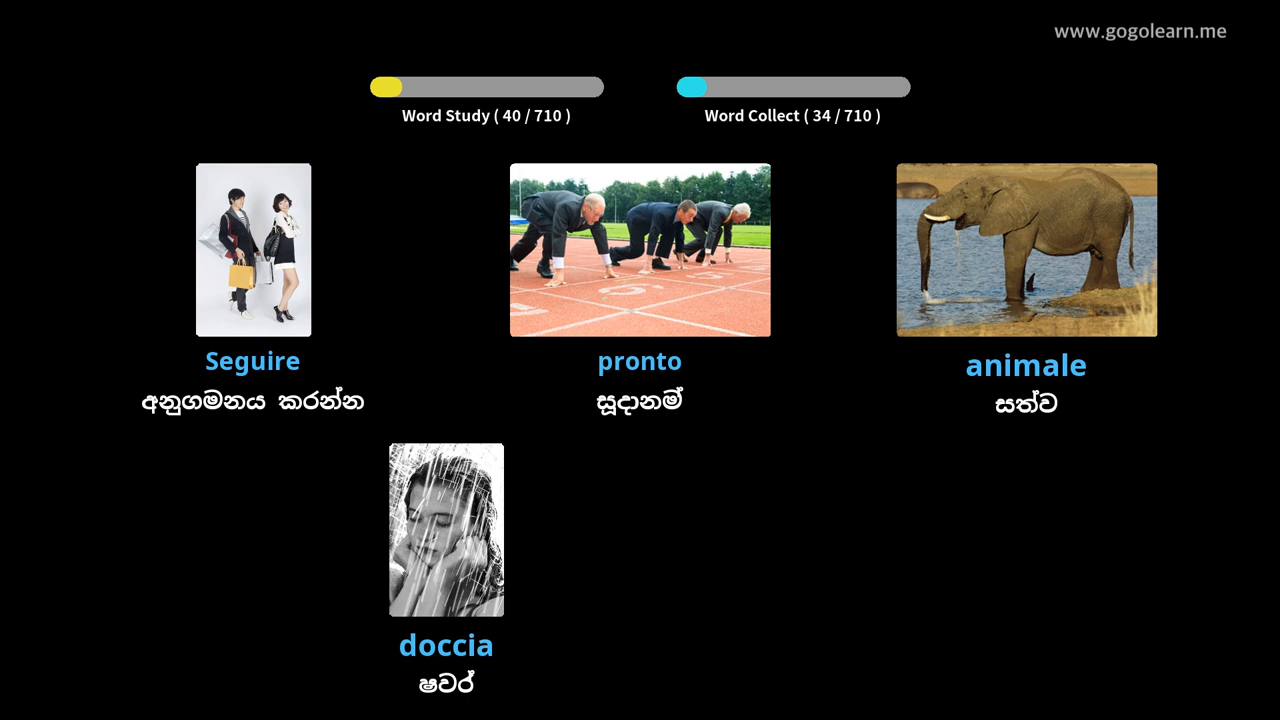 www.gogolearn.me
Word Study ( 40 / 710 )
Word Collect ( 34 / 710 )
Seguire
අනුගමනය කරන්න
pronto
සූදානම්
animale
සත්ව
doccia
ෂවර්